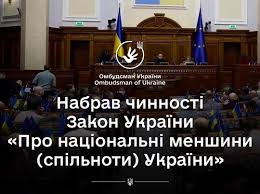 Омбудсман України
Ombudsman of Ukraine
Набрав чинності
Закон України
«Про національні меншини
(спільноти) України»